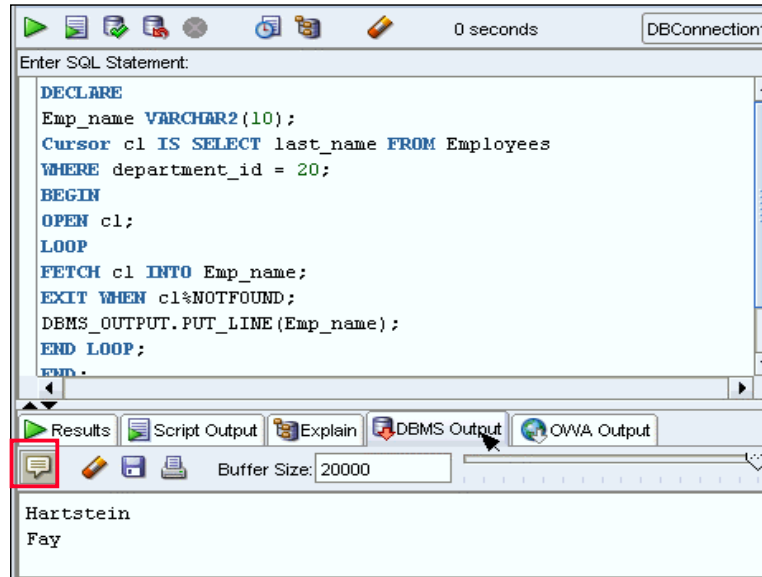 0 seconds
DBConnection
Enter SQL Statement:
DECLARE
Emp_name VARCHAR2(10);
Cursor c1 IS SELECT last_name FROM Employees
WHERE department_id = 20;
BEGIN
OPEN c1;
LOOP
FETCH c1 INTO Emp_name;
EXIT WHEN c1%NOTFOUND;
DBMS_OUTPUT.PUT_LINE(Emp_name);
END LOOP;
END;
Results Script Output Explain DBMS Output OWA Output
Buffer Size: 20000
Hartstein
Fay